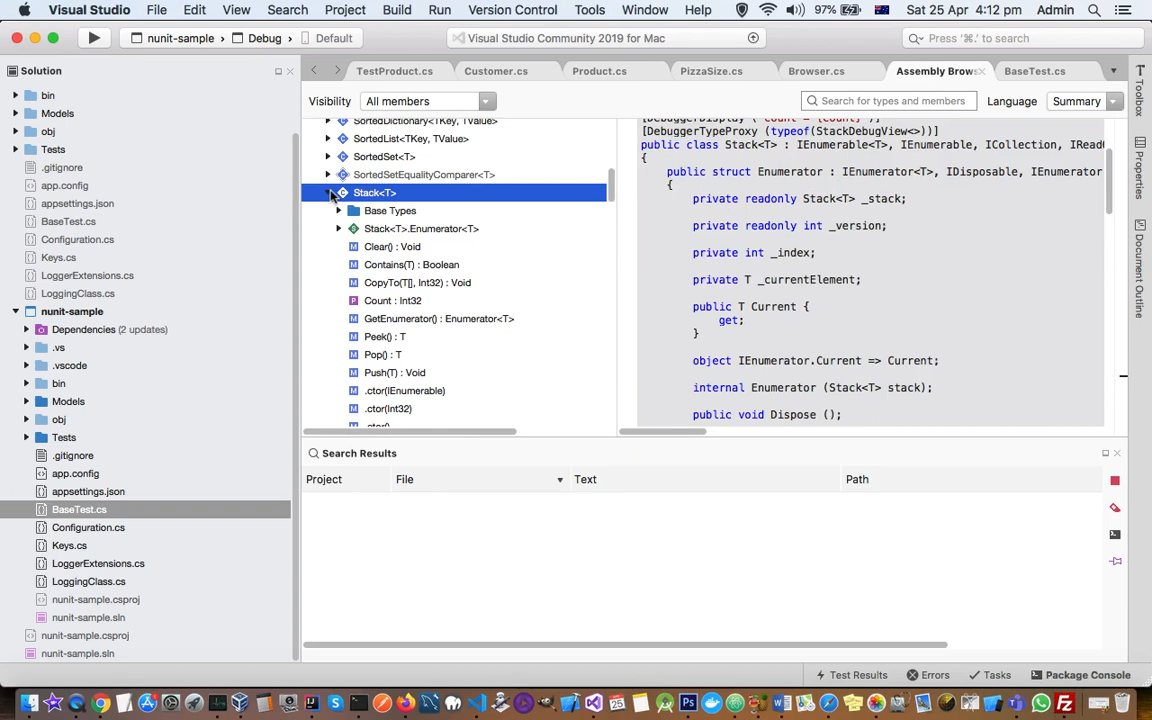 Visual Studio File Edit View Search Project Build Run Version Control Tools Window Help 97% Sat 25 Apr 4:12 pm Admin
nunit-sample Debug Default Visual Studio Community 2019 for Mac Press '⌘.' to search
Solution
TestProduct.cs Customer.cs Product.cs PizzaSize.cs Browser.cs Assembly Brows BaseTest.cs
Visibility All members Search for types and members Language Summary
bin
Models
obj
Tests
.gitignore
app.config
appsettings.json
BaseTest.cs
Configuration.cs
Keys.cs
LoggerExtensions.cs
LoggingClass.cs
nunit-sample
Dependencies (2 updates)
.vs
.vscode
bin
Models
obj
Tests
.gitignore
app.config
appsettings.json
BaseTest.cs
Configuration.cs
Keys.cs
LoggerExtensions.cs
LoggingClass.cs
nunit-sample.csproj
nunit-sample.sln
nunit-sample.csproj
nunit-sample.sln
SortedDictionary<TKey, TValue>
SortedList<TKey, TValue>
SortedSet<T>
SortedSetEqualityComparer<T>
Stack<T>
Base Types
Stack<T>.Enumerator<T>
Clear() : Void
Contains(T) : Boolean
CopyTo(T[], Int32) : Void
Count : Int32
GetEnumerator() : Enumerator<T>
Peek() : T
Pop() : T
Push(T) : Void
.ctor(IEnumerable)
.ctor(Int32)
.ctor()
[DebuggerDisplay ("Count = {Count}")]
[DebuggerTypeProxy (typeof(StackDebugView<>))]
public class Stack<T> : IEnumerable<T>, IEnumerable, ICollection, IRead
{
public struct Enumerator : IEnumerator<T>, IDisposable, IEnumerator
{
private readonly Stack<T> _stack;
private readonly int _version;
private int _index;
private T _currentElement;
public T Current {
get;
}
object IEnumerator.Current => Current;
internal Enumerator (Stack<T> stack);
public void Dispose ();
Search Results
Project File Text Path
Toolbox
Properties
Document Outline
Test Results Errors Tasks Package Console